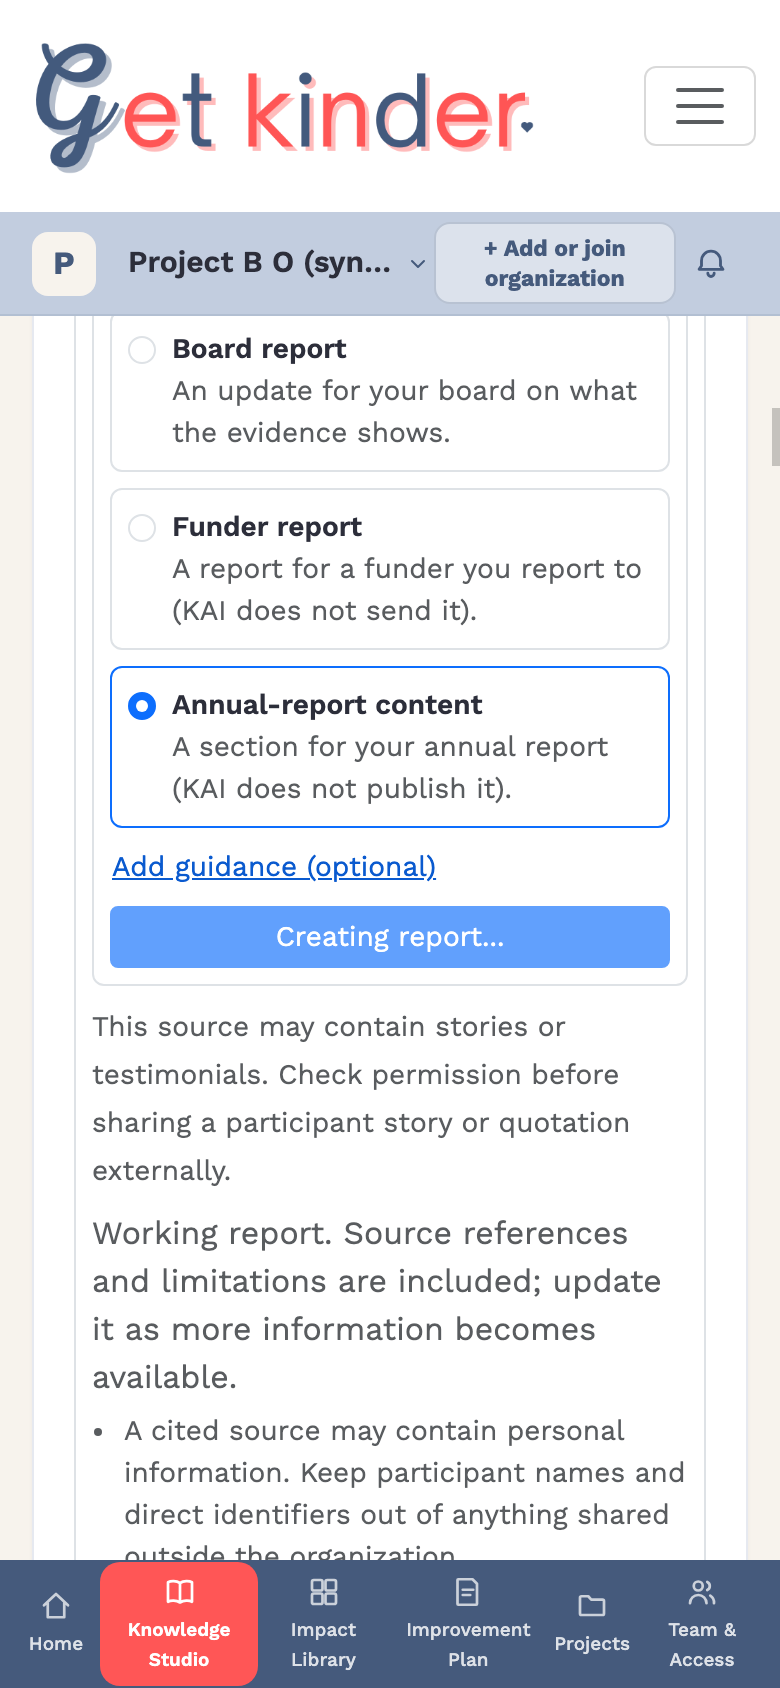 Get kinder
P
Project B O (syn...
+ Add or join
organization
Board report
An update for your board on what
the evidence shows.
Funder report
A report for a funder you report to
(KAI does not send it).
Annual-report content
A section for your annual report
(KAI does not publish it).
Add guidance (optional)
Creating report...
This source may contain stories or
testimonials. Check permission before
sharing a participant story or quotation
externally.
Working report. Source references
and limitations are included; update
it as more information becomes
available.
• A cited source may contain personal
information. Keep participant names and
direct identifiers out of anything shared
outside the organization.
Home
Knowledge
Studio
Impact
Library
Improvement
Plan
Projects
Team &
Access